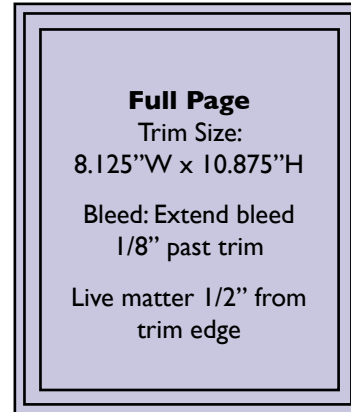 Full Page
Trim Size:
8.125”W x 10.875”H
Bleed: Extend bleed
1/8” past trim
Live matter 1/2” from
trim edge